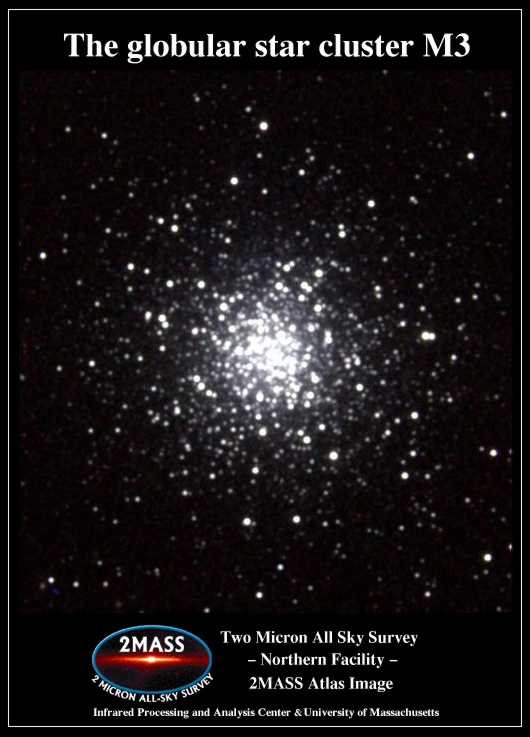 The globular star cluster M3
2MASS
2 MICRON ALL-SKY SURVEY
Two Micron All Sky Survey
– Northern Facility –
2MASS Atlas Image
Infrared Processing and Analysis Center & University of Massachusetts